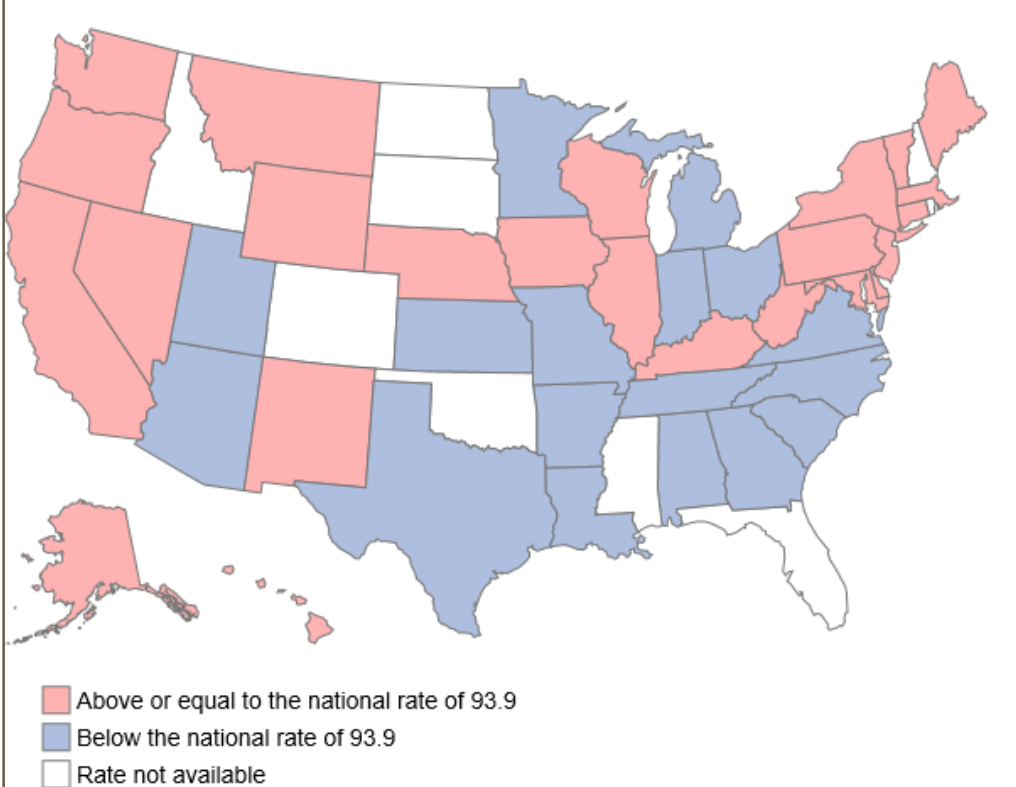 Above or equal to the national rate of 93.9
Below the national rate of 93.9
Rate not available